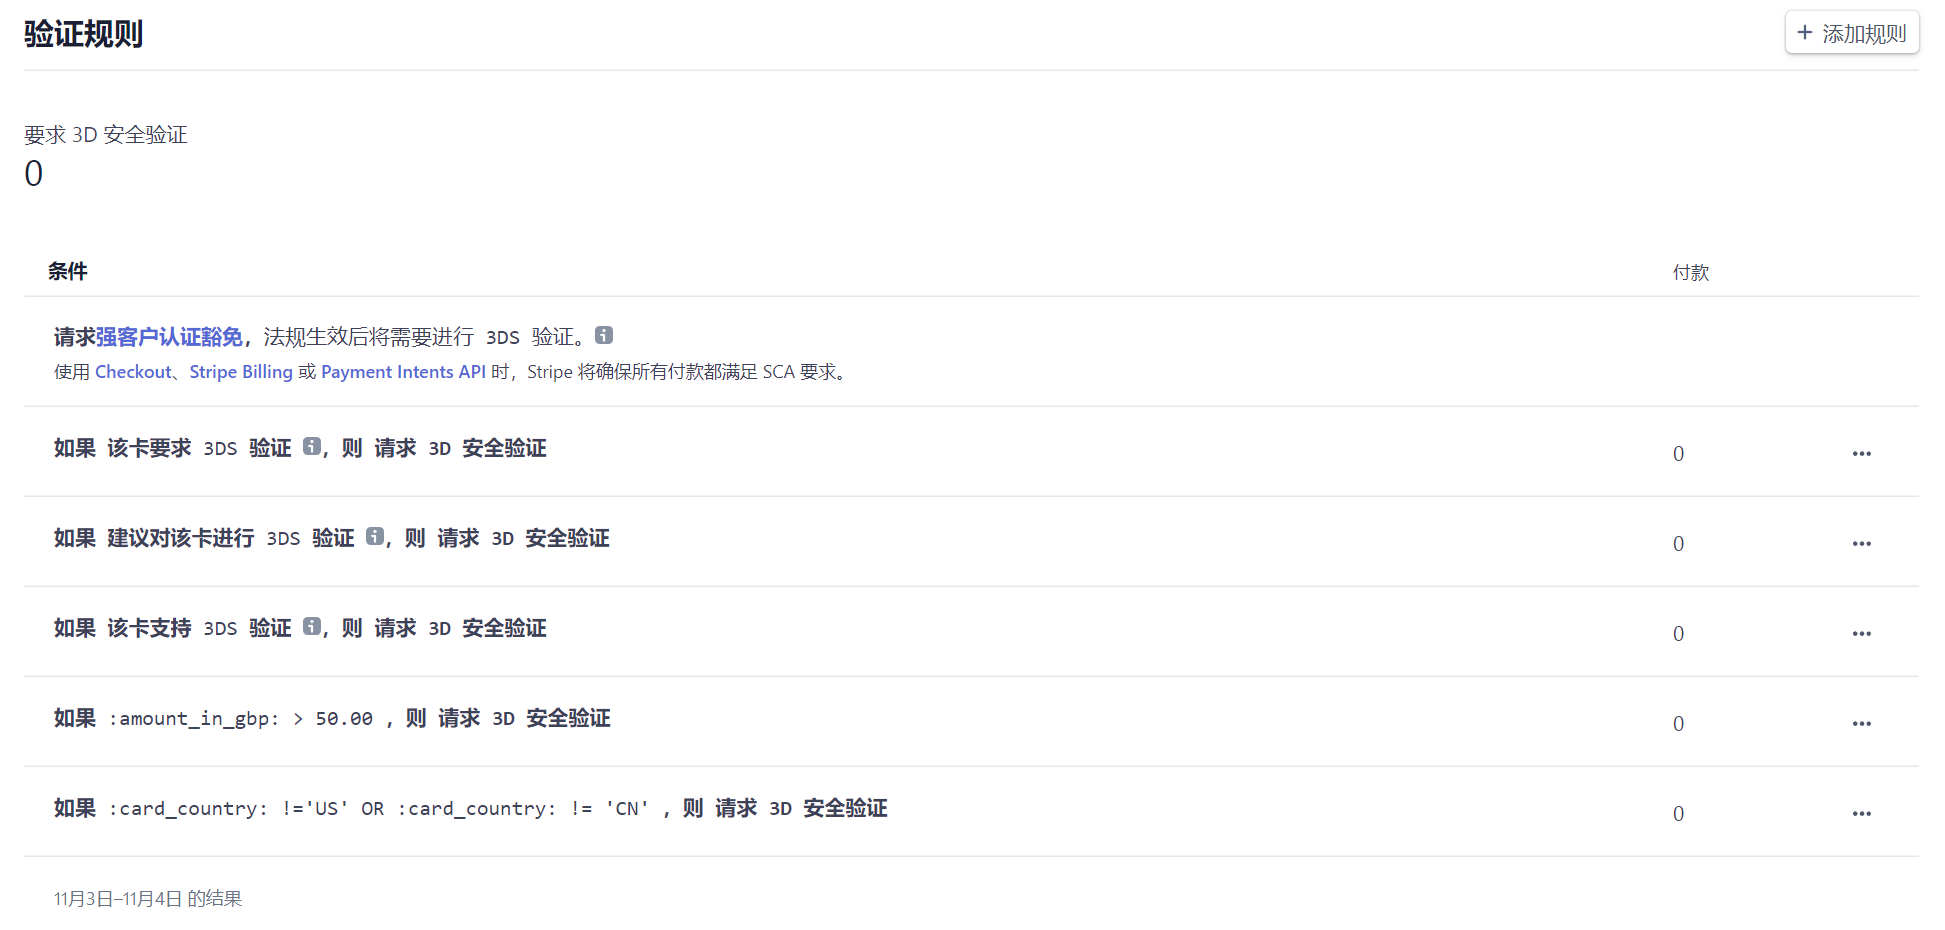 验证规则
+ 添加规则
要求 3D 安全验证
0
条件 付款
请求强客户认证豁免，法规生效后将需要进行 3DS 验证。
使用 Checkout、Stripe Billing 或 Payment Intents API 时，Stripe 将确保所有付款都满足 SCA 要求。
如果 该卡要求 3DS 验证 ，则 请求 3D 安全验证 0
如果 建议对该卡进行 3DS 验证 ，则 请求 3D 安全验证 0
如果 该卡支持 3DS 验证 ，则 请求 3D 安全验证 0
如果 :amount_in_gbp: > 50.00 ，则 请求 3D 安全验证 0
如果 :card_country: !='US' OR :card_country: != 'CN' ，则 请求 3D 安全验证 0
11月3日–11月4日 的结果